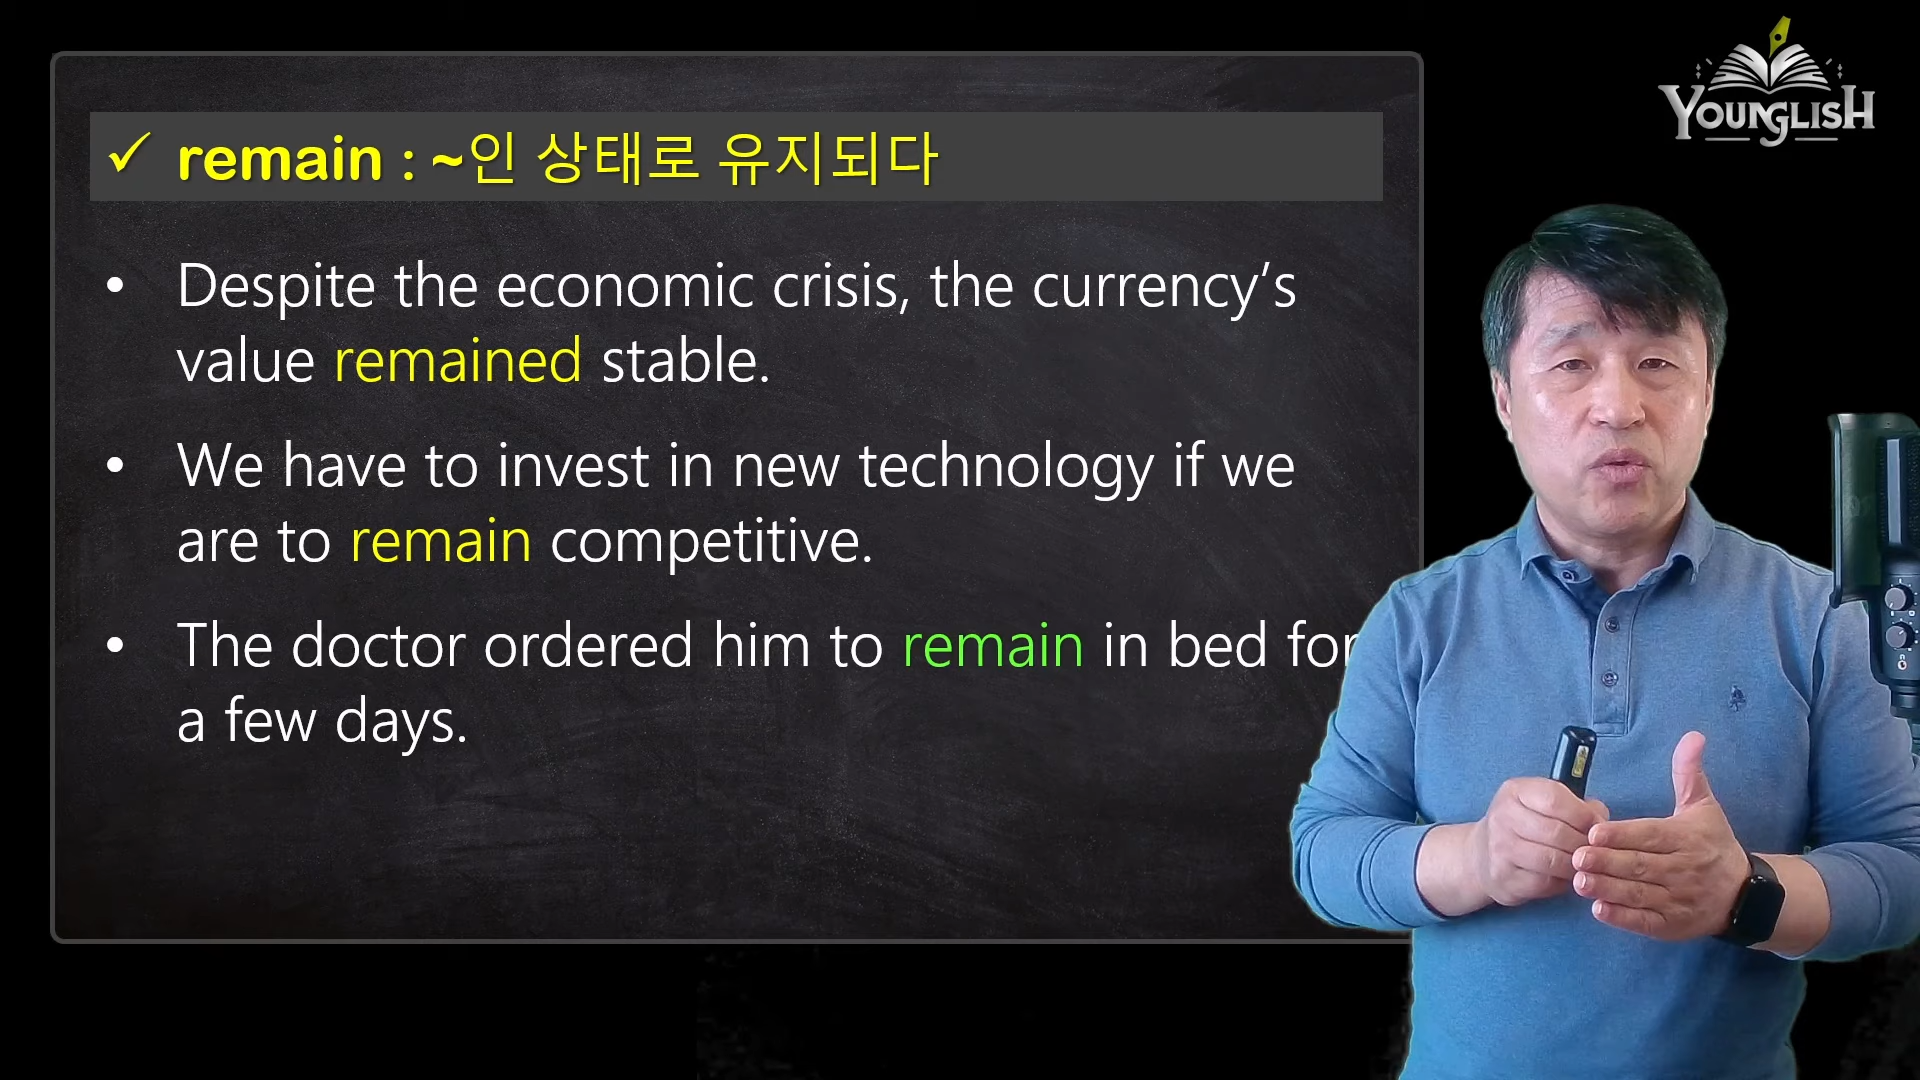 YOUNGLISH
✓ remain : ~인 상태로 유지되다
• Despite the economic crisis, the currency’s
value remained stable.
• We have to invest in new technology if we
are to remain competitive.
• The doctor ordered him to remain in bed for
a few days.